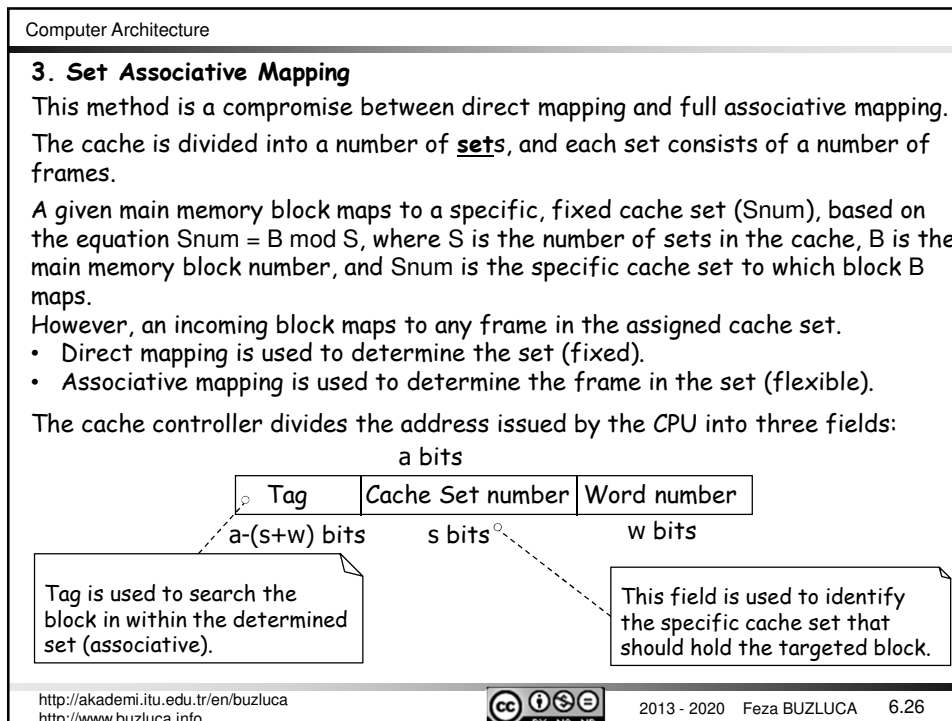 Computer Architecture
3. Set Associative Mapping
This method is a compromise between direct mapping and full associative mapping.
The cache is divided into a number of sets, and each set consists of a number of
frames.
A given main memory block maps to a specific, fixed cache set (Snum), based on
the equation Snum = B mod S, where S is the number of sets in the cache, B is the
main memory block number, and Snum is the specific cache set to which block B
maps.
However, an incoming block maps to any frame in the assigned cache set.
• Direct mapping is used to determine the set (fixed).
• Associative mapping is used to determine the frame in the set (flexible).
The cache controller divides the address issued by the CPU into three fields:
a bits
Tag Cache Set number Word number
a-(s+w) bits s bits w bits
Tag is used to search the
block in within the determined
set (associative).
This field is used to identify
the specific cache set that
should hold the targeted block.
http://akademi.itu.edu.tr/en/buzluca
http://www.buzluca.info
cc
2013 - 2020 Feza BUZLUCA 6.26